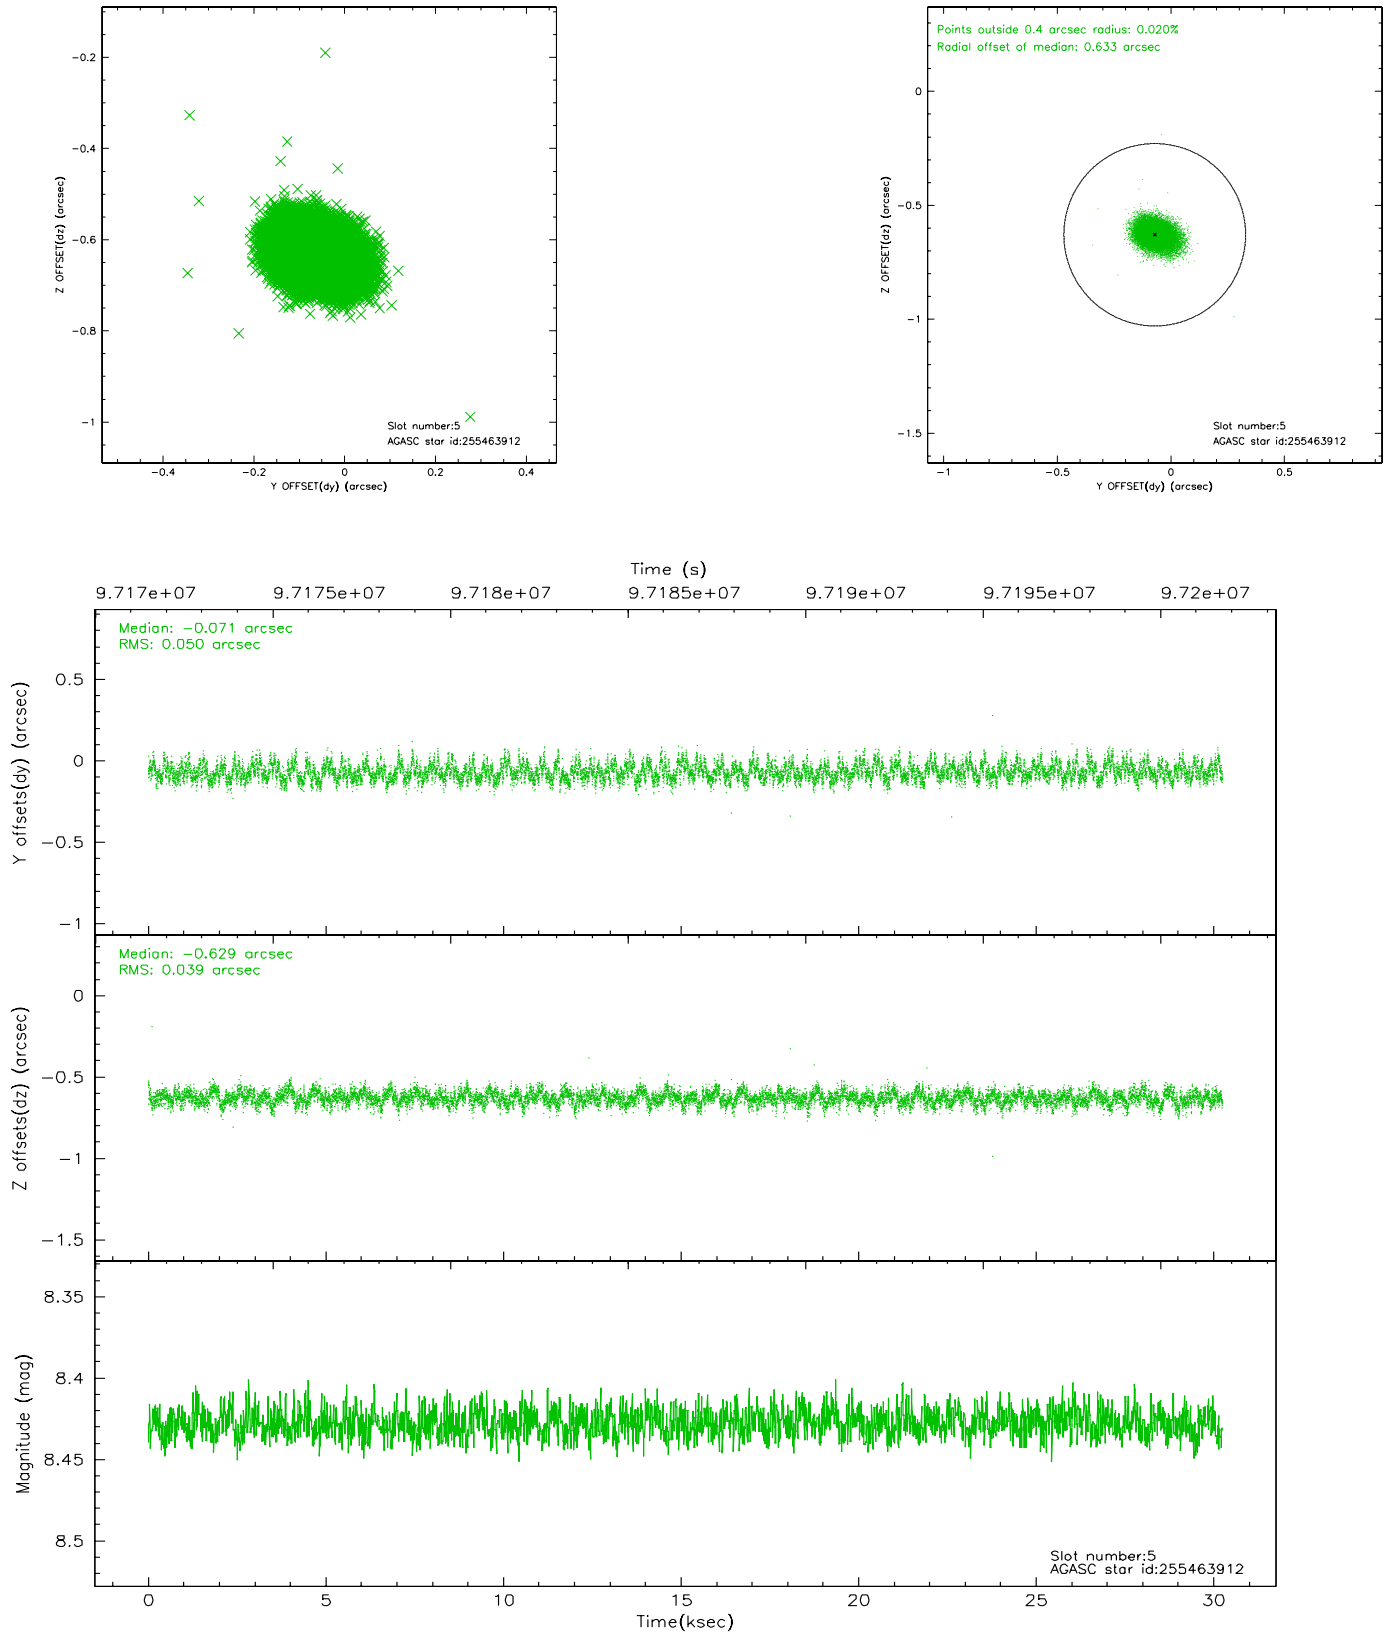 -0.2
-0.4
-0.6
-0.8
-1
Z OFFSET(dz) (arcsec)
Slot number:5
AGASC star id:255463912
-0.4 -0.2 0 0.2 0.4
Y OFFSET(dy) (arcsec)
Points outside 0.4 arcsec radius: 0.020%
Radial offset of median: 0.633 arcsec
0
-0.5
-1
-1.5
Z OFFSET(dz) (arcsec)
Slot number:5
AGASC star id:255463912
-1 -0.5 0 0.5
Y OFFSET(dy) (arcsec)
Time (s)
9.717e+07 9.7175e+07 9.718e+07 9.7185e+07 9.719e+07 9.7195e+07 9.72e+07
Median: -0.071 arcsec
RMS: 0.050 arcsec
0.5
0
-0.5
-1
Y offsets(dy) (arcsec)
Median: -0.629 arcsec
RMS: 0.039 arcsec
0
-0.5
-1
-1.5
Z offsets(dz) (arcsec)
8.35
8.4
8.45
8.5
Magnitude (mag)
Slot number:5
AGASC star id:255463912
0 5 10 15 20 25 30
Time(ksec)